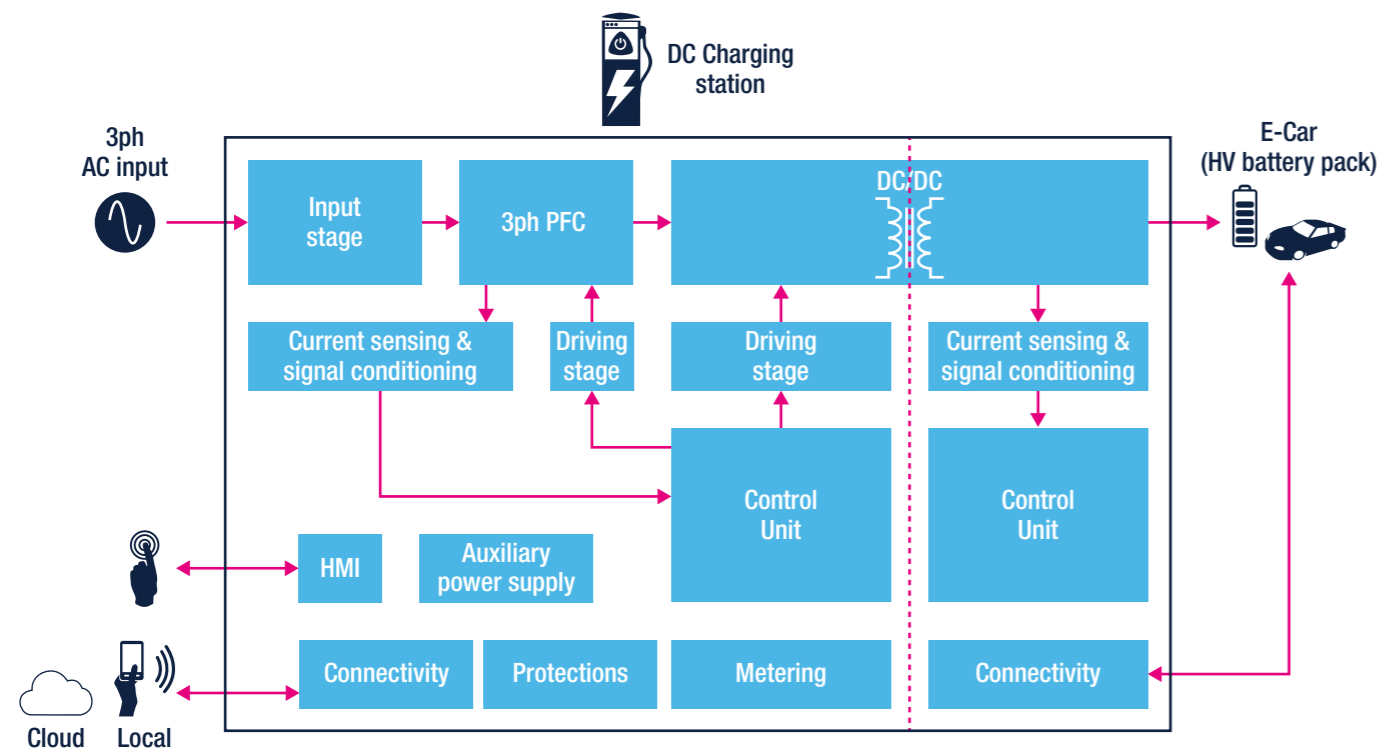 DC Charging
station
3ph
AC input
E-Car
(HV battery pack)
Input
stage
3ph PFC
DC/DC
Current sensing &
signal conditioning
Driving
stage
Driving
stage
Current sensing &
signal conditioning
Control
Unit
Control
Unit
HMI
Auxiliary
power supply
Connectivity
Protections
Metering
Connectivity
Cloud
Local